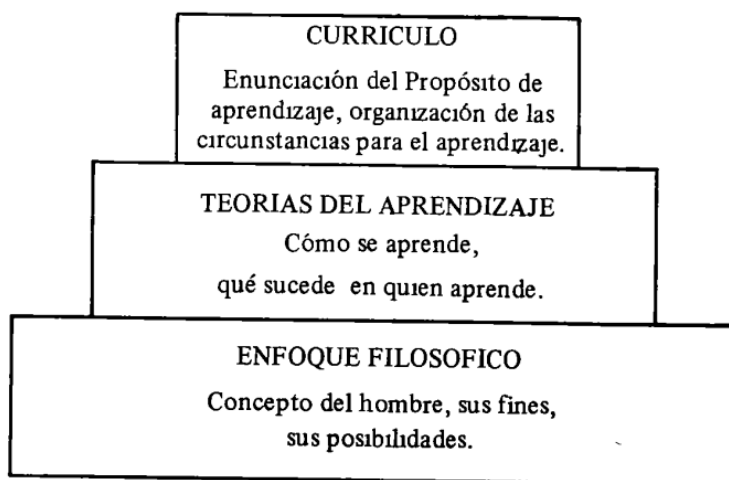 CURRICULO
Enunciación del Propósito de
aprendizaje, organización de las
circunstancias para el aprendizaje.
TEORIAS DEL APRENDIZAJE
Cómo se aprende,
qué sucede en quien aprende.
ENFOQUE FILOSOFICO
Concepto del hombre, sus fines,
sus posibilidades.